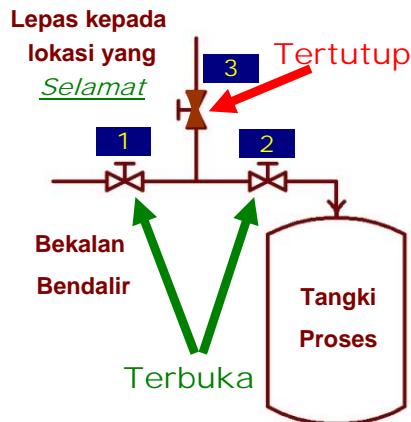 Lepas kepada
lokasi yang
Selamat
3
Tertutup
1
2
Bekalan
Bendalir
Tangki
Proses
Terbuka